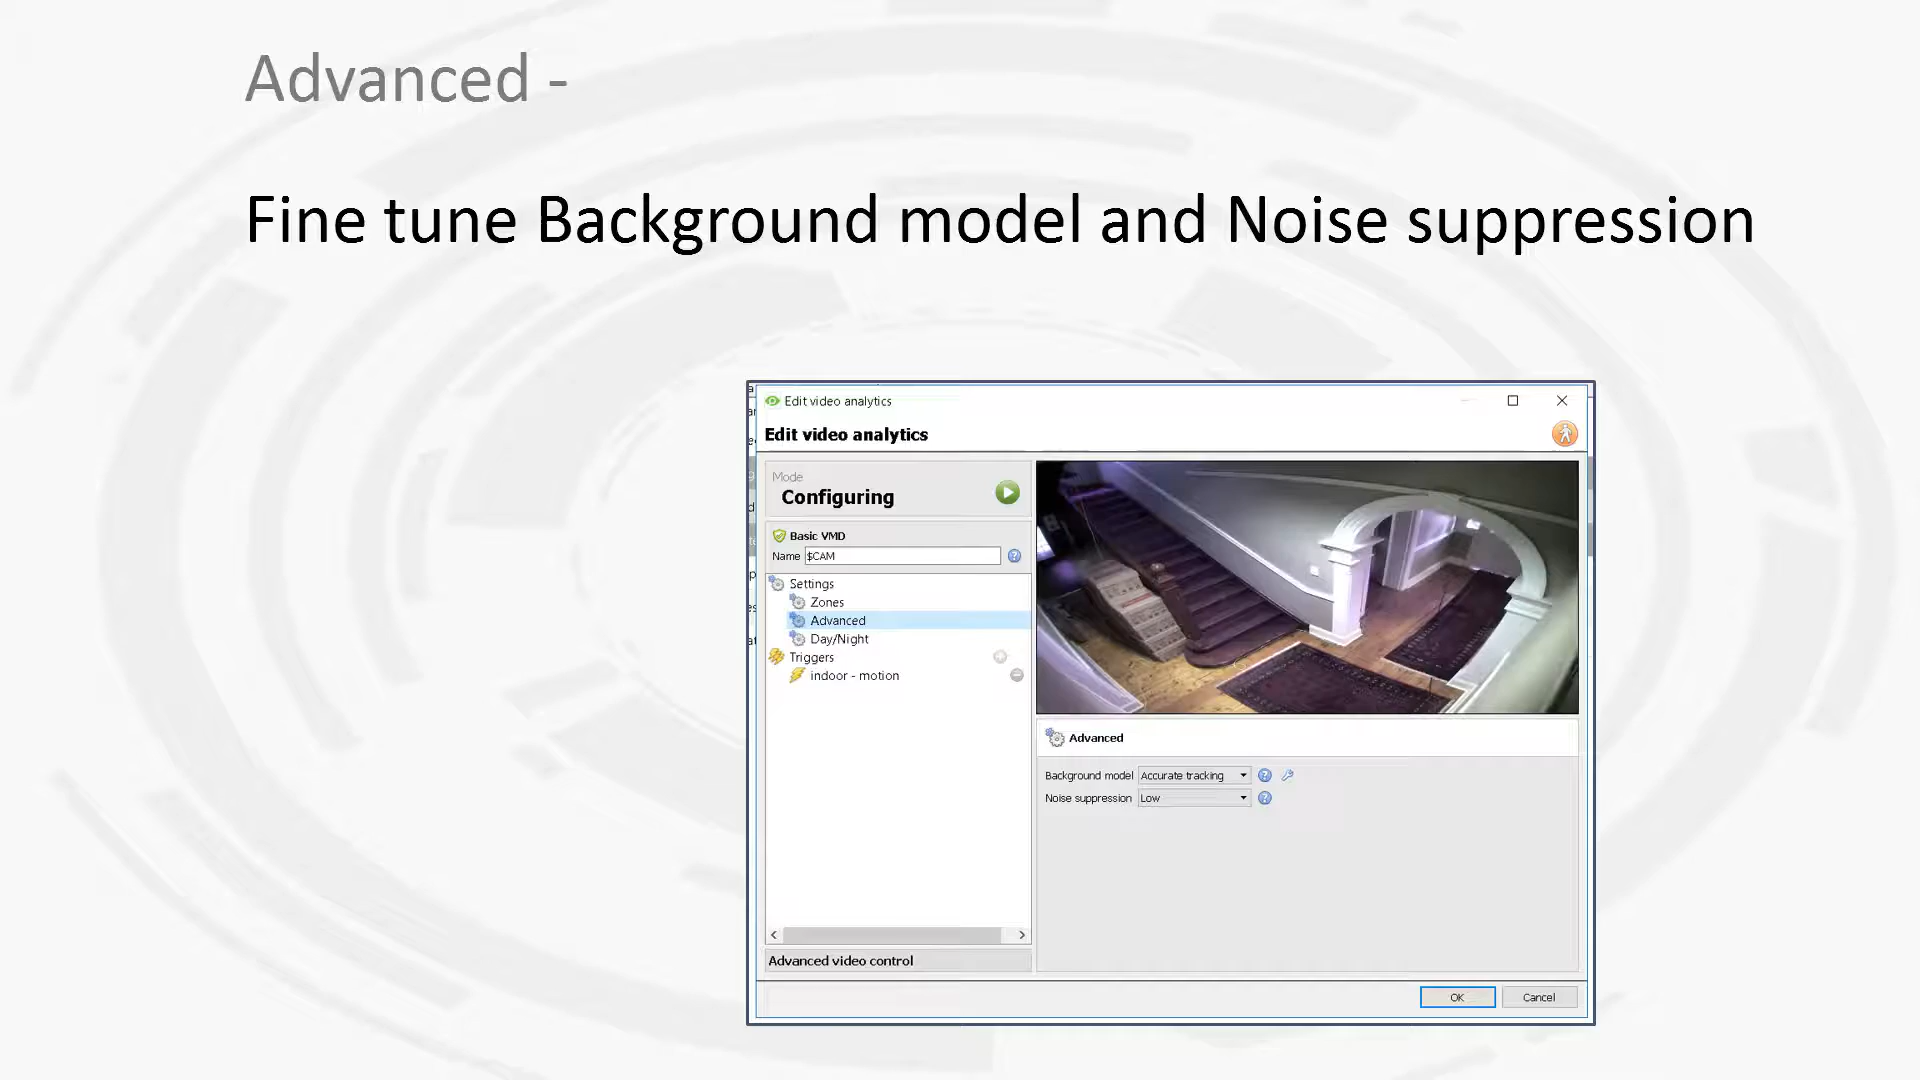 Advanced -
Fine tune Background model and Noise suppression
Edit video analytics
Edit video analytics
Mode
Configuring
Basic VMD
Name $CAM
Settings
Zones
Advanced
Day/Night
Triggers
indoor - motion
Advanced video control
Advanced
Background model Accurate tracking
Noise suppression Low
OK Cancel